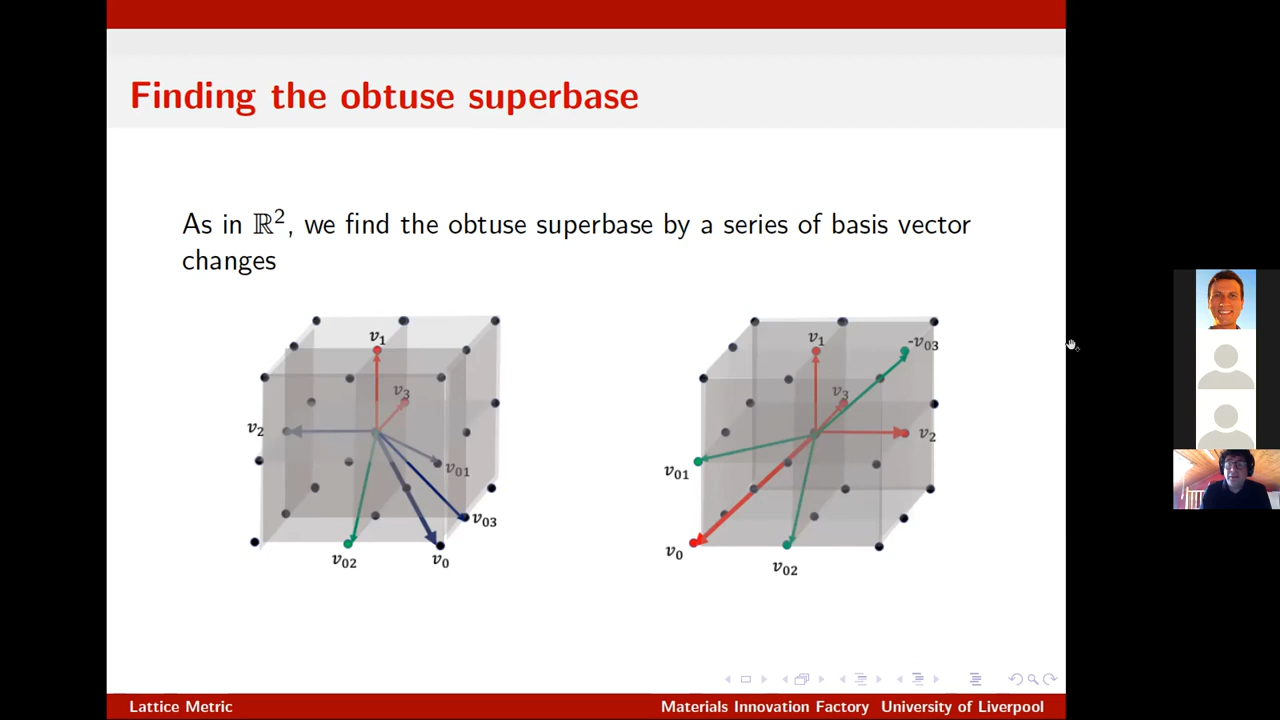 Finding the obtuse superbase
As in ℝ², we find the obtuse superbase by a series of basis vector
changes
v₁
v₃
v₂
v₀₁
v₀₃
v₀₂
v₀
v₁
-v₀₃
v₃
v₂
v₀₁
v₀
v₀₂
Lattice Metric
Materials Innovation Factory University of Liverpool